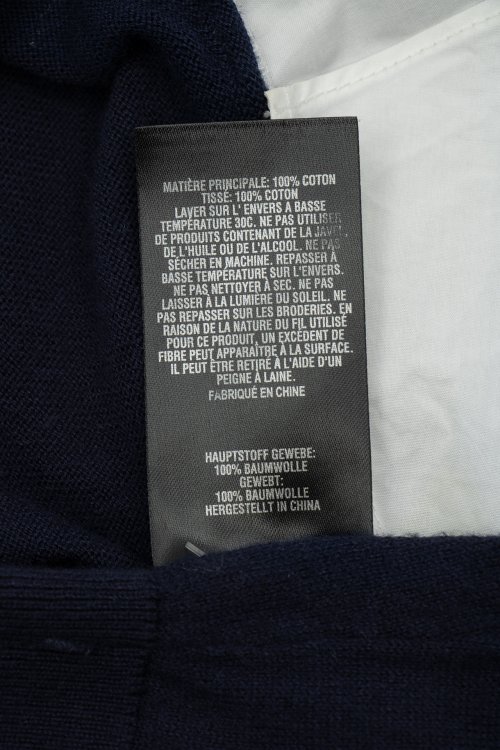 MATIÈRE PRINCIPALE: 100% COTON
TISSÉ: 100% COTON
LAVER SUR L' ENVERS A BASSE
TEMPÉRATURE 30C. NE PAS UTILISER
DE PRODUITS CONTENANT DE LA JAVEL,
DE L'HUILE OU DE L'ALCOOL. NE PAS
SÉCHER EN MACHINE. REPASSER À
BASSE TEMPÉRATURE SUR L'ENVERS.
NE PAS NETTOYER À SEC. NE PAS
LAISSER À LA LUMIÈRE DU SOLEIL. NE
PAS REPASSER SUR LES BRODERIES. EN
RAISON DE LA NATURE DU FIL UTILISÉ
POUR CE PRODUIT, UN EXCÉDENT DE
FIBRE PEUT APPARAÎTRE À LA SURFACE.
IL PEUT ÊTRE RETIRÉ À L'AIDE D'UN
PEIGNE À LAINE.
FABRIQUÉ EN CHINE
HAUPTSTOFF GEWEBE:
100% BAUMWOLLE
GEWEBT:
100% BAUMWOLLE
HERGESTELLT IN CHINA